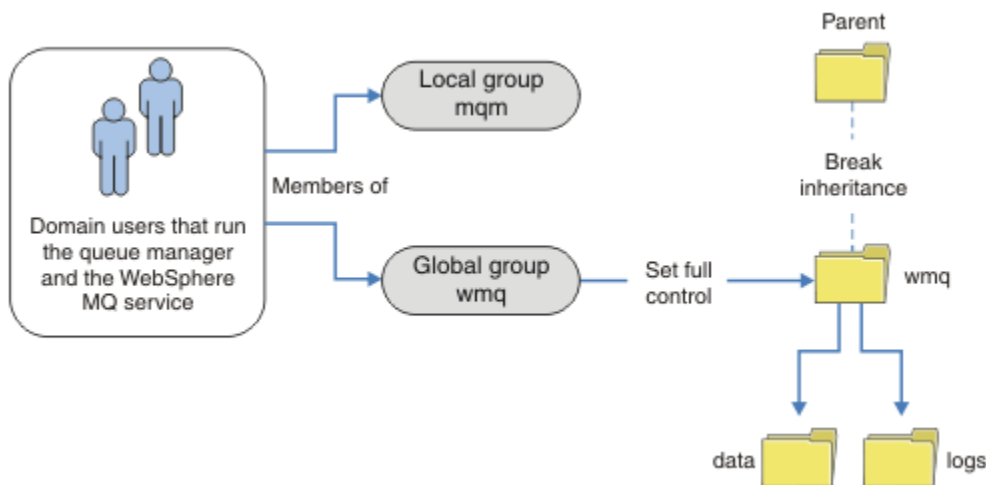 Domain users that run
the queue manager
and the WebSphere
MQ service
Members of
Local group
mqm
Global group
wmq
Set full
control
Parent
Break
inheritance
wmq
data
logs